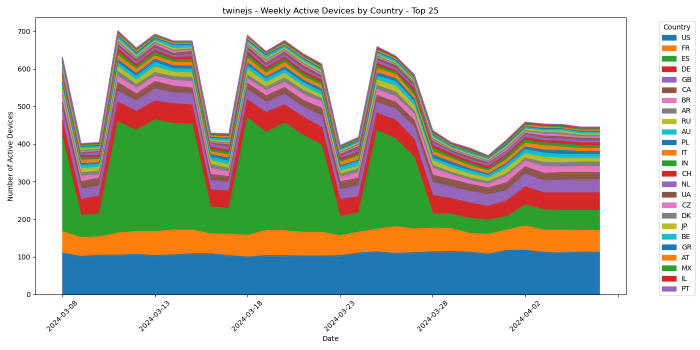 twinejs - Weekly Active Devices by Country - Top 25
Number of Active Devices
700
600
500
400
300
200
100
0
2024-03-08
2024-03-13
2024-03-18
2024-03-23
2024-03-28
2024-04-02
Date
Country
US
FR
ES
DE
GB
CA
BR
AR
RU
AU
PL
IT
IN
CH
NL
UA
CZ
DK
JP
BE
GR
AT
MX
IL
PT